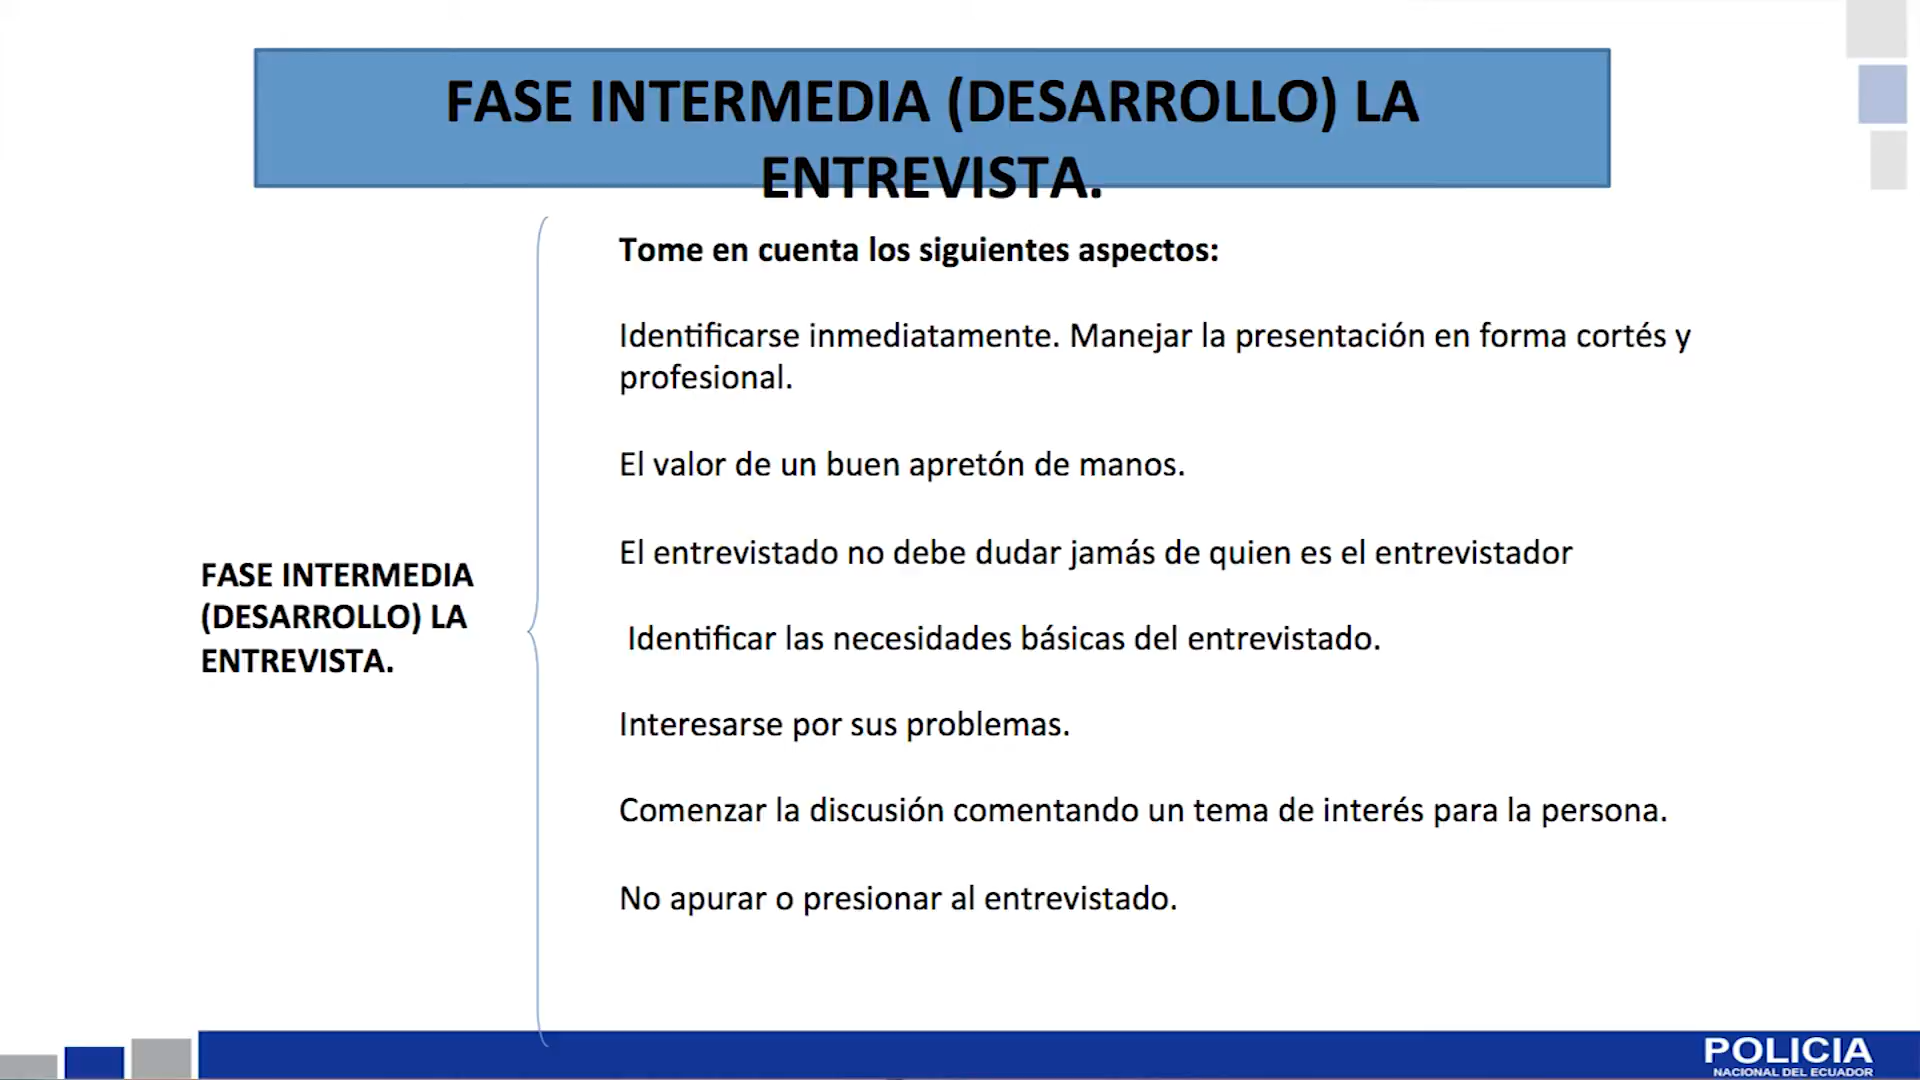 FASE INTERMEDIA (DESARROLLO) LA
ENTREVISTA.
FASE INTERMEDIA
(DESARROLLO) LA
ENTREVISTA.
Tome en cuenta los siguientes aspectos:
Identificarse inmediatamente. Manejar la presentación en forma cortés y
profesional.
El valor de un buen apretón de manos.
El entrevistado no debe dudar jamás de quien es el entrevistador
Identificar las necesidades básicas del entrevistado.
Interesarse por sus problemas.
Comenzar la discusión comentando un tema de interés para la persona.
No apurar o presionar al entrevistado.
POLICIA
NACIONAL DEL ECUADOR